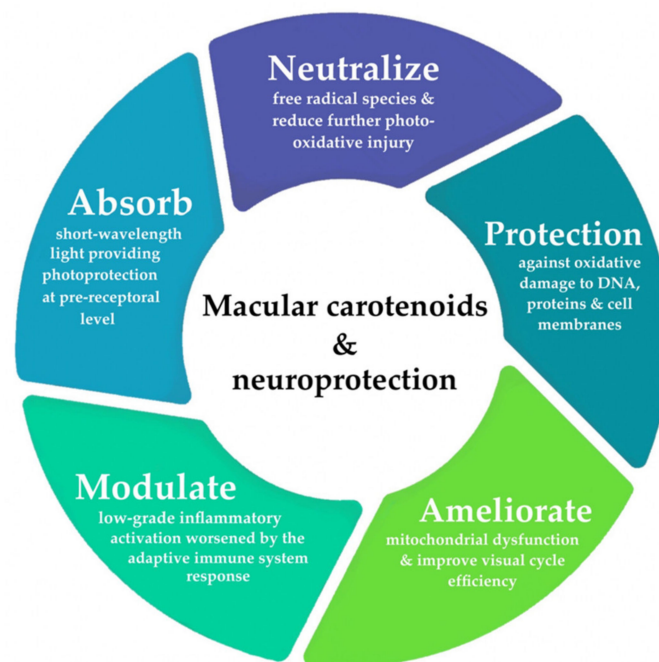 Neutralize
free radical species &
reduce further photo-
oxidative injury
Protection
against oxidative
damage to DNA,
proteins & cell
membranes
Ameliorate
mitochondrial dysfunction
& improve visual cycle
efficiency
Modulate
low-grade inflammatory
activation worsened by the
adaptive immune system
response
Absorb
short-wavelength
light providing
photoprotection
at pre-receptoral
level
Macular carotenoids
&
neuroprotection